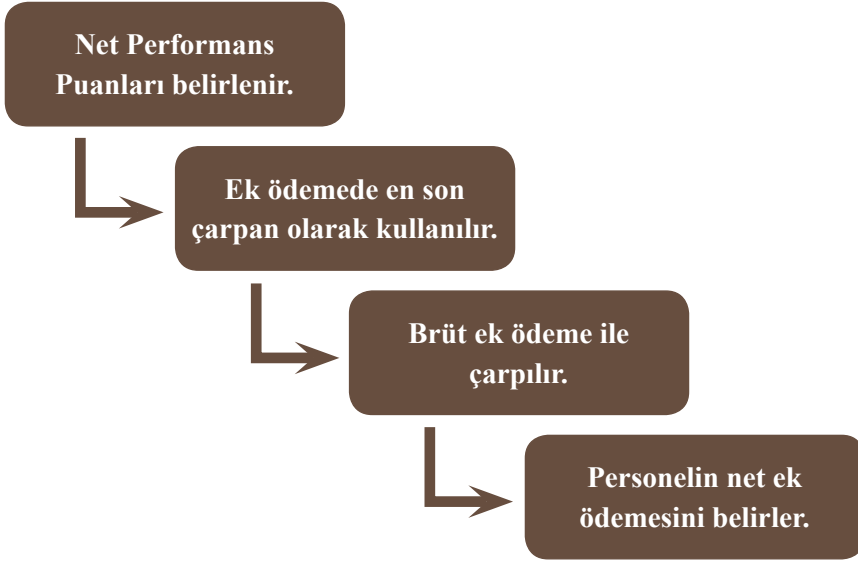 Net Performans
Puanları belirlenir.
Ek ödemede en son
çarpan olarak kullanılır.
Brüt ek ödeme ile
çarpılır.
Personelin net ek
ödemesini belirler.